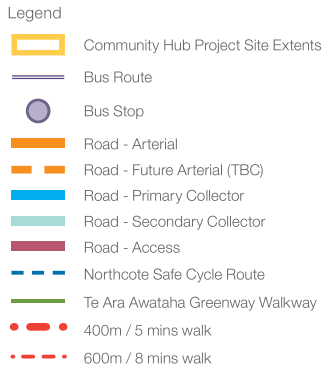 Legend
Community Hub Project Site Extents
Bus Route
Bus Stop
Road - Arterial
Road - Future Arterial (TBC)
Road - Primary Collector
Road - Secondary Collector
Road - Access
Northcote Safe Cycle Route
Te Ara Awataha Greenway Walkway
400m / 5 mins walk
600m / 8 mins walk